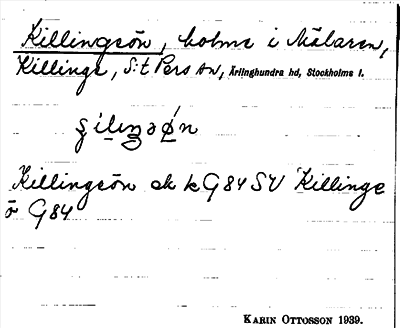 Killingeön, holme i Mälaren,
Killinge, S:t Pers sn, Ärlinghundra hd, Stockholms l.
Killingeön ek k G84 SV Killinge
ö G84
KARIN OTTOSSON 1939.